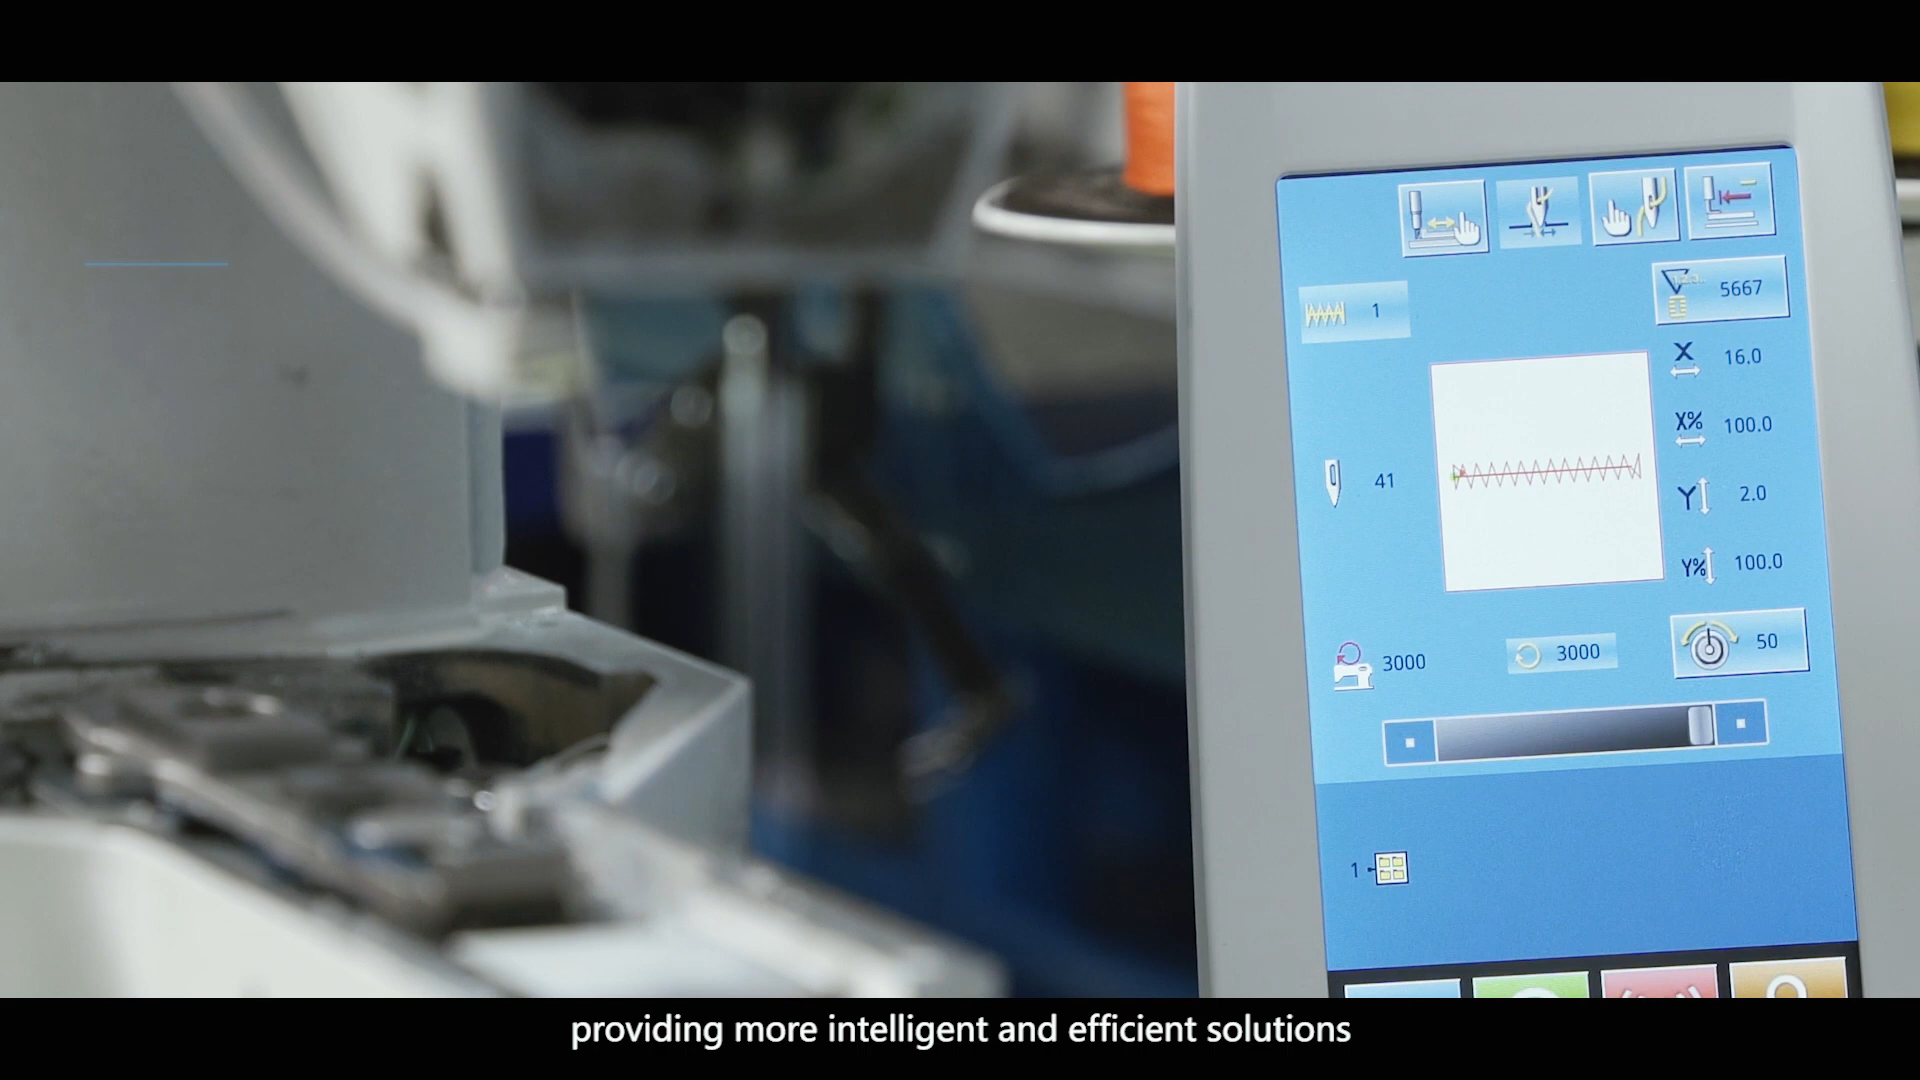 1
5667
X 16.0
X% 100.0
41
Y 2.0
Y% 100.0
3000
3000
50
1
providing more intelligent and efficient solutions